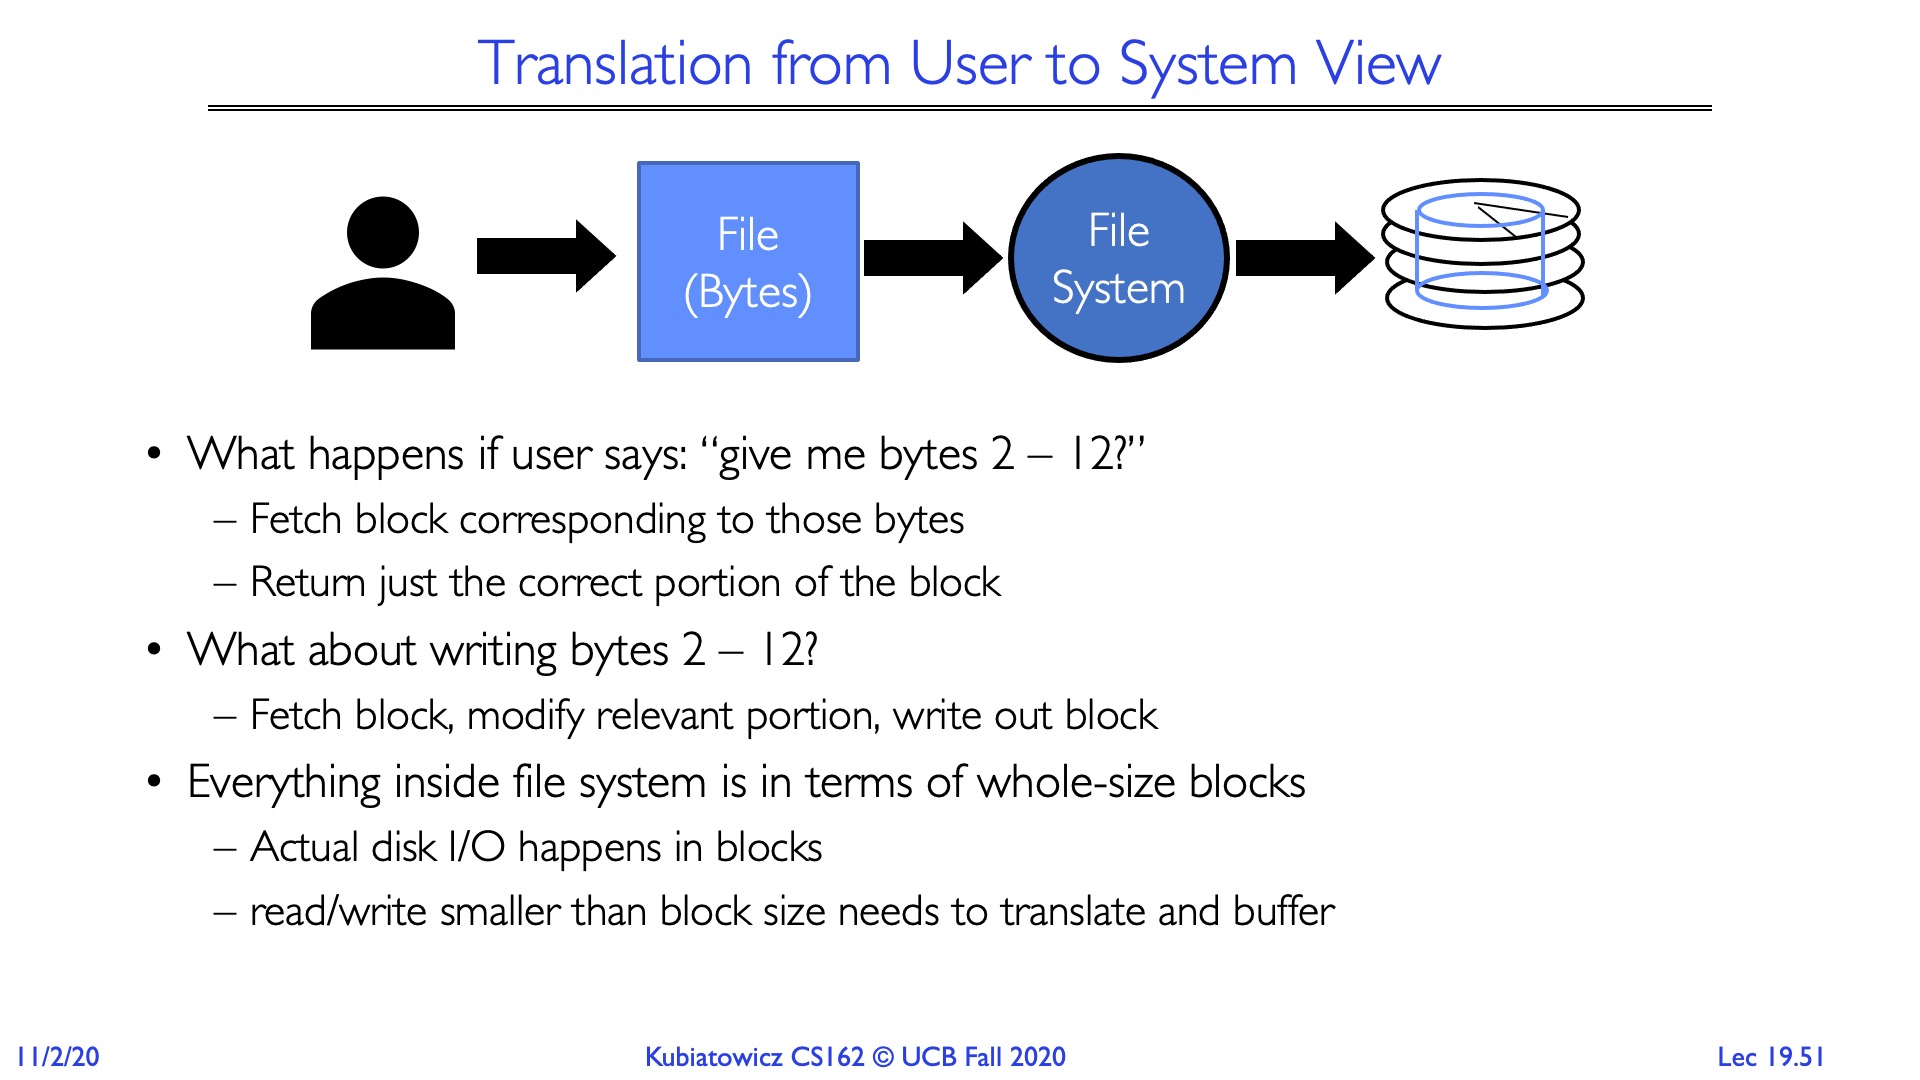 Translation from User to System View
File
(Bytes)
File
System
• What happens if user says: “give me bytes 2 – 12?”
– Fetch block corresponding to those bytes
– Return just the correct portion of the block
• What about writing bytes 2 – 12?
– Fetch block, modify relevant portion, write out block
• Everything inside file system is in terms of whole-size blocks
– Actual disk I/O happens in blocks
– read/write smaller than block size needs to translate and buffer
11/2/20
Kubiatowicz CS162 © UCB Fall 2020
Lec 19.51